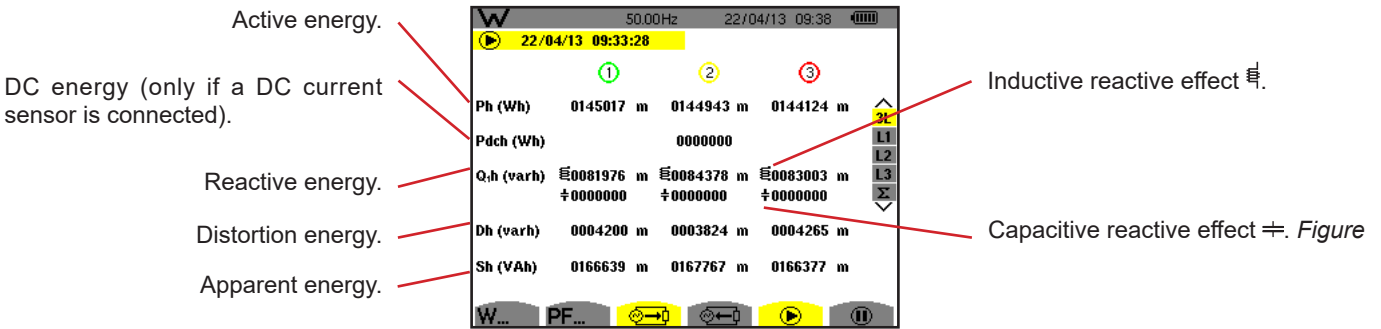 Active energy.
DC energy (only if a DC current
sensor is connected).
Reactive energy.
Distortion energy.
Apparent energy.
W 50.00Hz 22/04/13 09:38
22/04/13 09:33:28
1 2 3
Ph (Wh) 0145017 m 0144943 m 0144124 m
3L
Pdch (Wh) 0000000
L1
L2
Q₁h (varh) 0081976 m 0084378 m 0083003 m
L3
0000000 0000000 0000000
Σ
Dh (varh) 0004200 m 0003824 m 0004265 m
Sh (VAh) 0166639 m 0167767 m 0166377 m
W... PF...
Inductive reactive effect .
Capacitive reactive effect . Figure